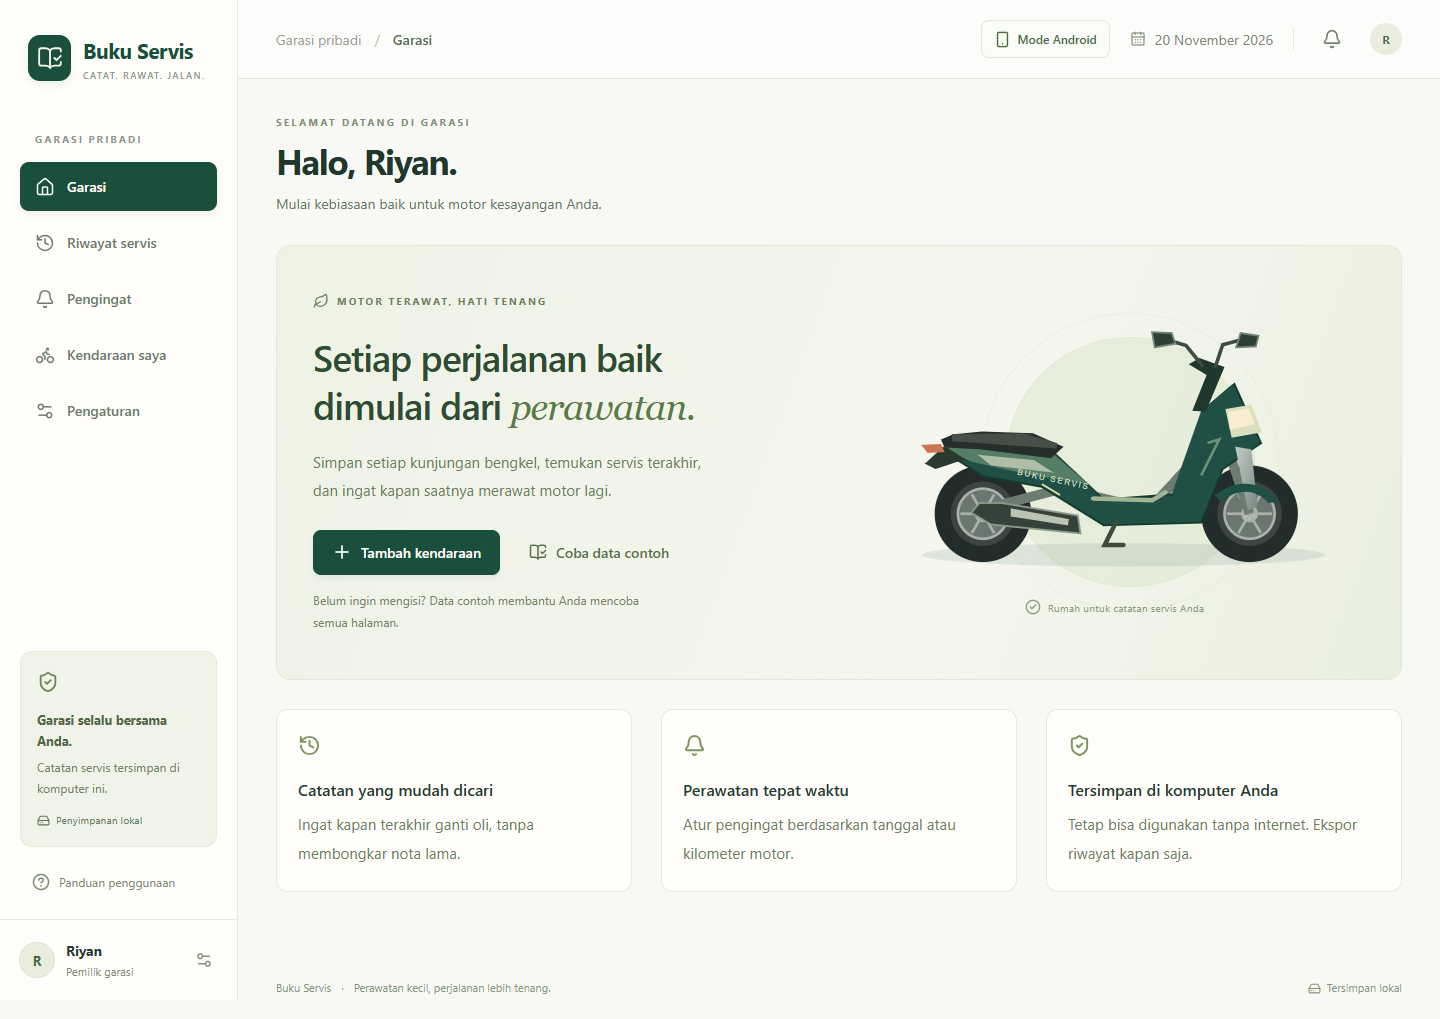 Buku Servis
CATAT. RAWAT. JALAN.
GARASI PRIBADI
Garasi
Riwayat servis
Pengingat
Kendaraan saya
Pengaturan
Garasi selalu bersama
Anda.
Catatan servis tersimpan di
komputer ini.
Penyimpanan lokal
Panduan penggunaan
R
Riyan
Pemilik garasi
Garasi pribadi / Garasi
Mode Android
20 November 2026
R
SELAMAT DATANG DI GARASI
Halo, Riyan.
Mulai kebiasaan baik untuk motor kesayangan Anda.
MOTOR TERAWAT, HATI TENANG
Setiap perjalanan baik
dimulai dari perawatan.
Simpan setiap kunjungan bengkel, temukan servis terakhir,
dan ingat kapan saatnya merawat motor lagi.
Tambah kendaraan
Coba data contoh
Belum ingin mengisi? Data contoh membantu Anda mencoba
semua halaman.
BUKU SERVIS
Rumah untuk catatan servis Anda
Catatan yang mudah dicari
Ingat kapan terakhir ganti oli, tanpa
membongkar nota lama.
Perawatan tepat waktu
Atur pengingat berdasarkan tanggal atau
kilometer motor.
Tersimpan di komputer Anda
Tetap bisa digunakan tanpa internet. Ekspor
riwayat kapan saja.
Buku Servis · Perawatan kecil, perjalanan lebih tenang.
Tersimpan lokal